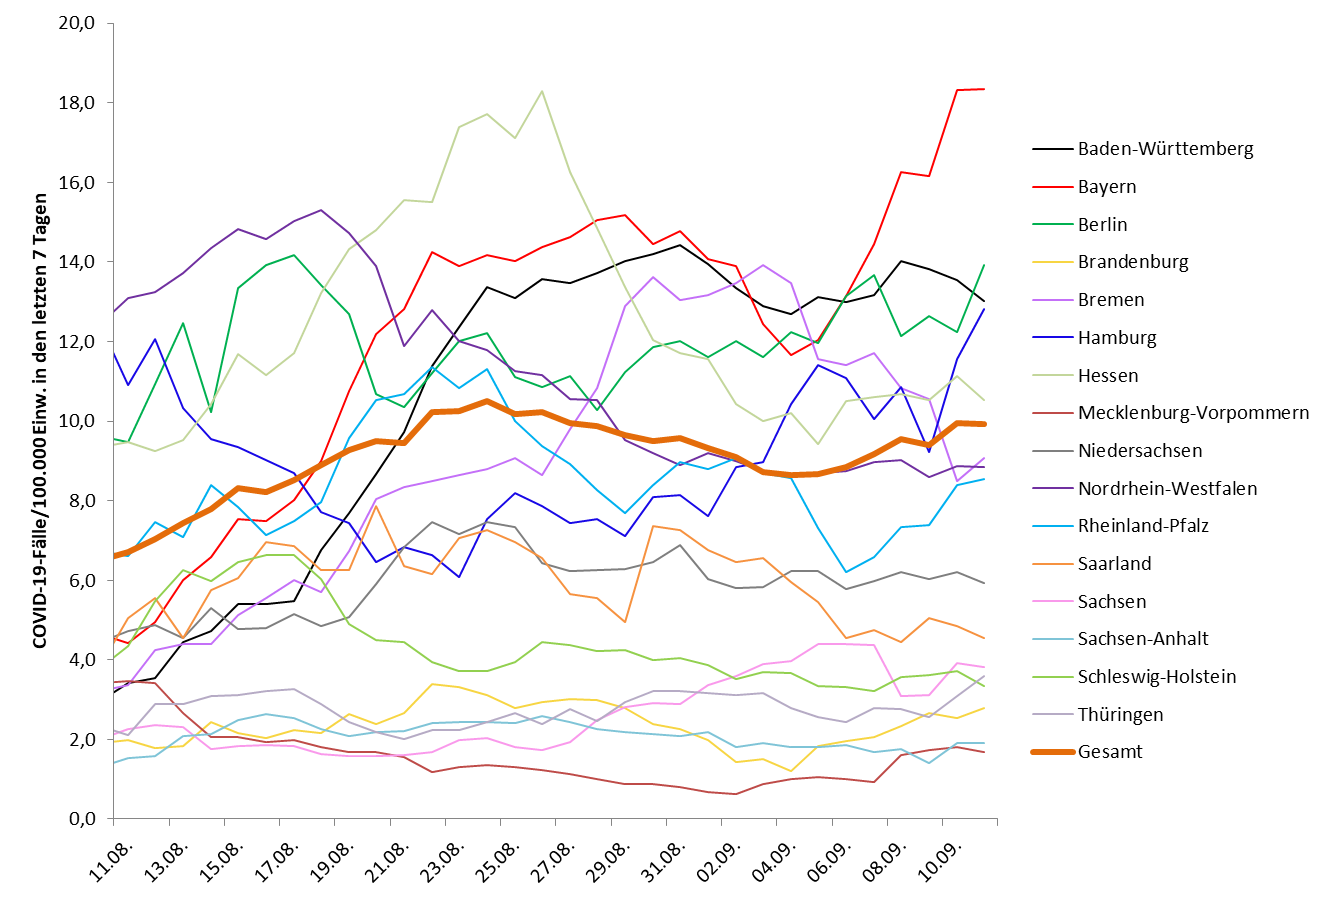 COVID-19-Fälle/100.000 Einw. in den letzten 7 Tagen
20,0
18,0
16,0
14,0
12,0
10,0
8,0
6,0
4,0
2,0
0,0
11.08.
13.08.
15.08.
17.08.
19.08.
21.08.
23.08.
25.08.
27.08.
29.08.
31.08.
02.09.
04.09.
06.09.
08.09.
10.09.
Baden-Württemberg
Bayern
Berlin
Brandenburg
Bremen
Hamburg
Hessen
Mecklenburg-Vorpommern
Niedersachsen
Nordrhein-Westfalen
Rheinland-Pfalz
Saarland
Sachsen
Sachsen-Anhalt
Schleswig-Holstein
Thüringen
Gesamt